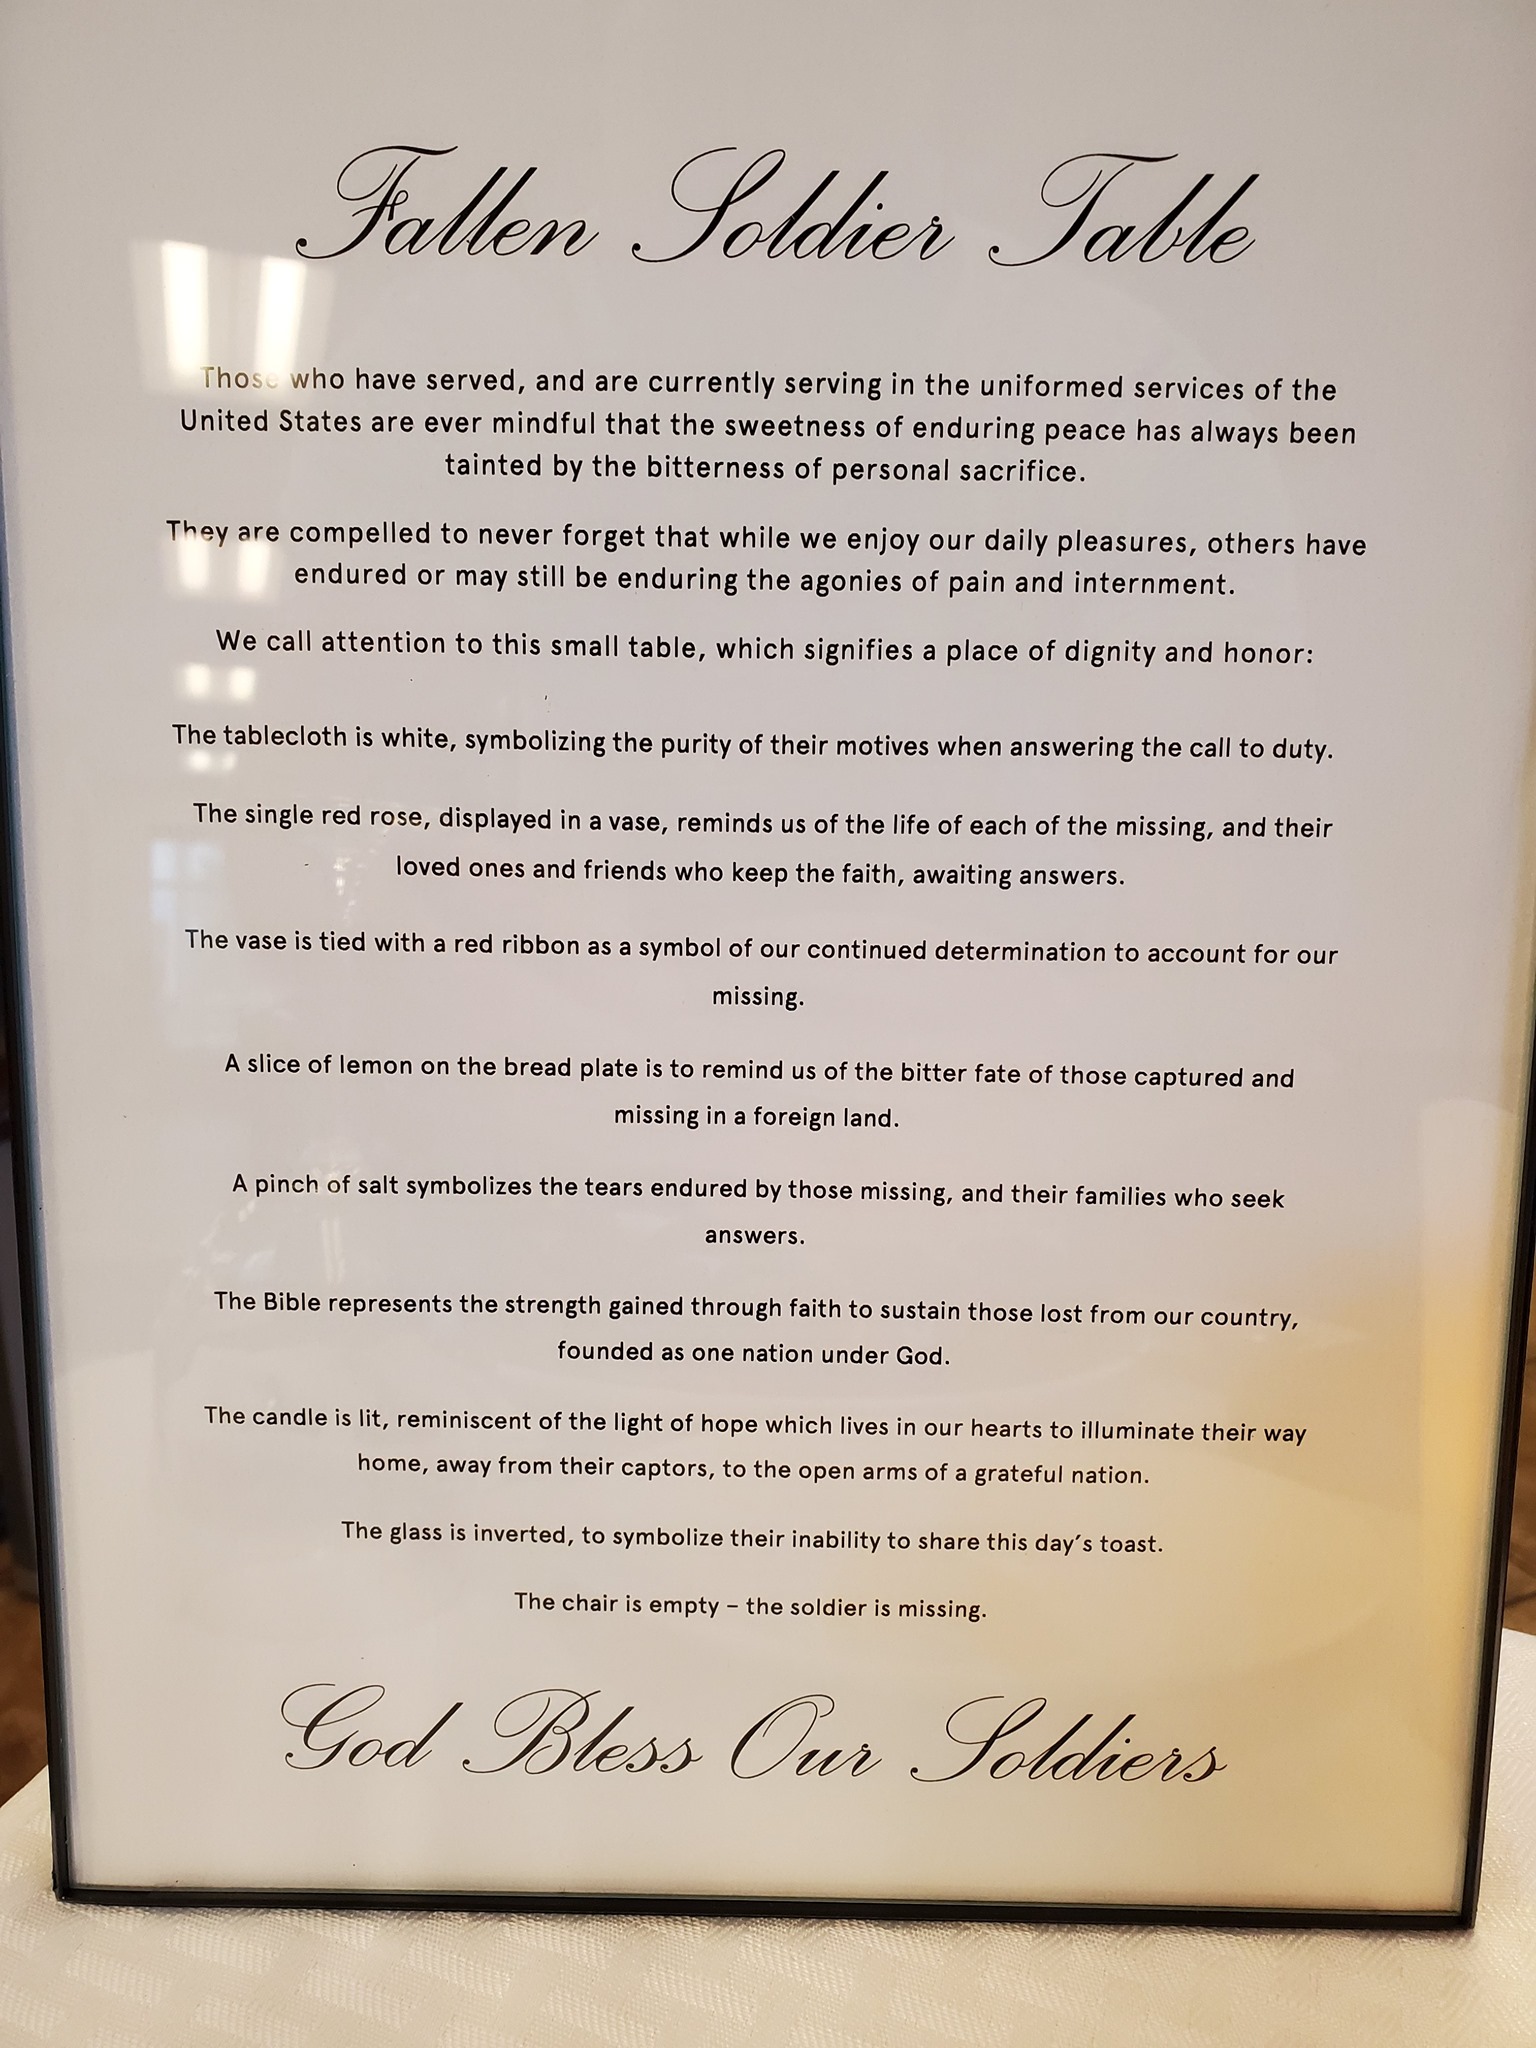 Fallen Soldier Table
Those who have served, and are currently serving in the uniformed services of the
United States are ever mindful that the sweetness of enduring peace has always been
tainted by the bitterness of personal sacrifice.
They are compelled to never forget that while we enjoy our daily pleasures, others have
endured or may still be enduring the agonies of pain and internment.
We call attention to this small table, which signifies a place of dignity and honor:
The tablecloth is white, symbolizing the purity of their motives when answering the call to duty.
The single red rose, displayed in a vase, reminds us of the life of each of the missing, and their
loved ones and friends who keep the faith, awaiting answers.
The vase is tied with a red ribbon as a symbol of our continued determination to account for our
missing.
A slice of lemon on the bread plate is to remind us of the bitter fate of those captured and
missing in a foreign land.
A pinch of salt symbolizes the tears endured by those missing, and their families who seek
answers.
The Bible represents the strength gained through faith to sustain those lost from our country,
founded as one nation under God.
The candle is lit, reminiscent of the light of hope which lives in our hearts to illuminate their way
home, away from their captors, to the open arms of a grateful nation.
The glass is inverted, to symbolize their inability to share this day's toast.
The chair is empty – the soldier is missing.
God Bless Our Soldiers